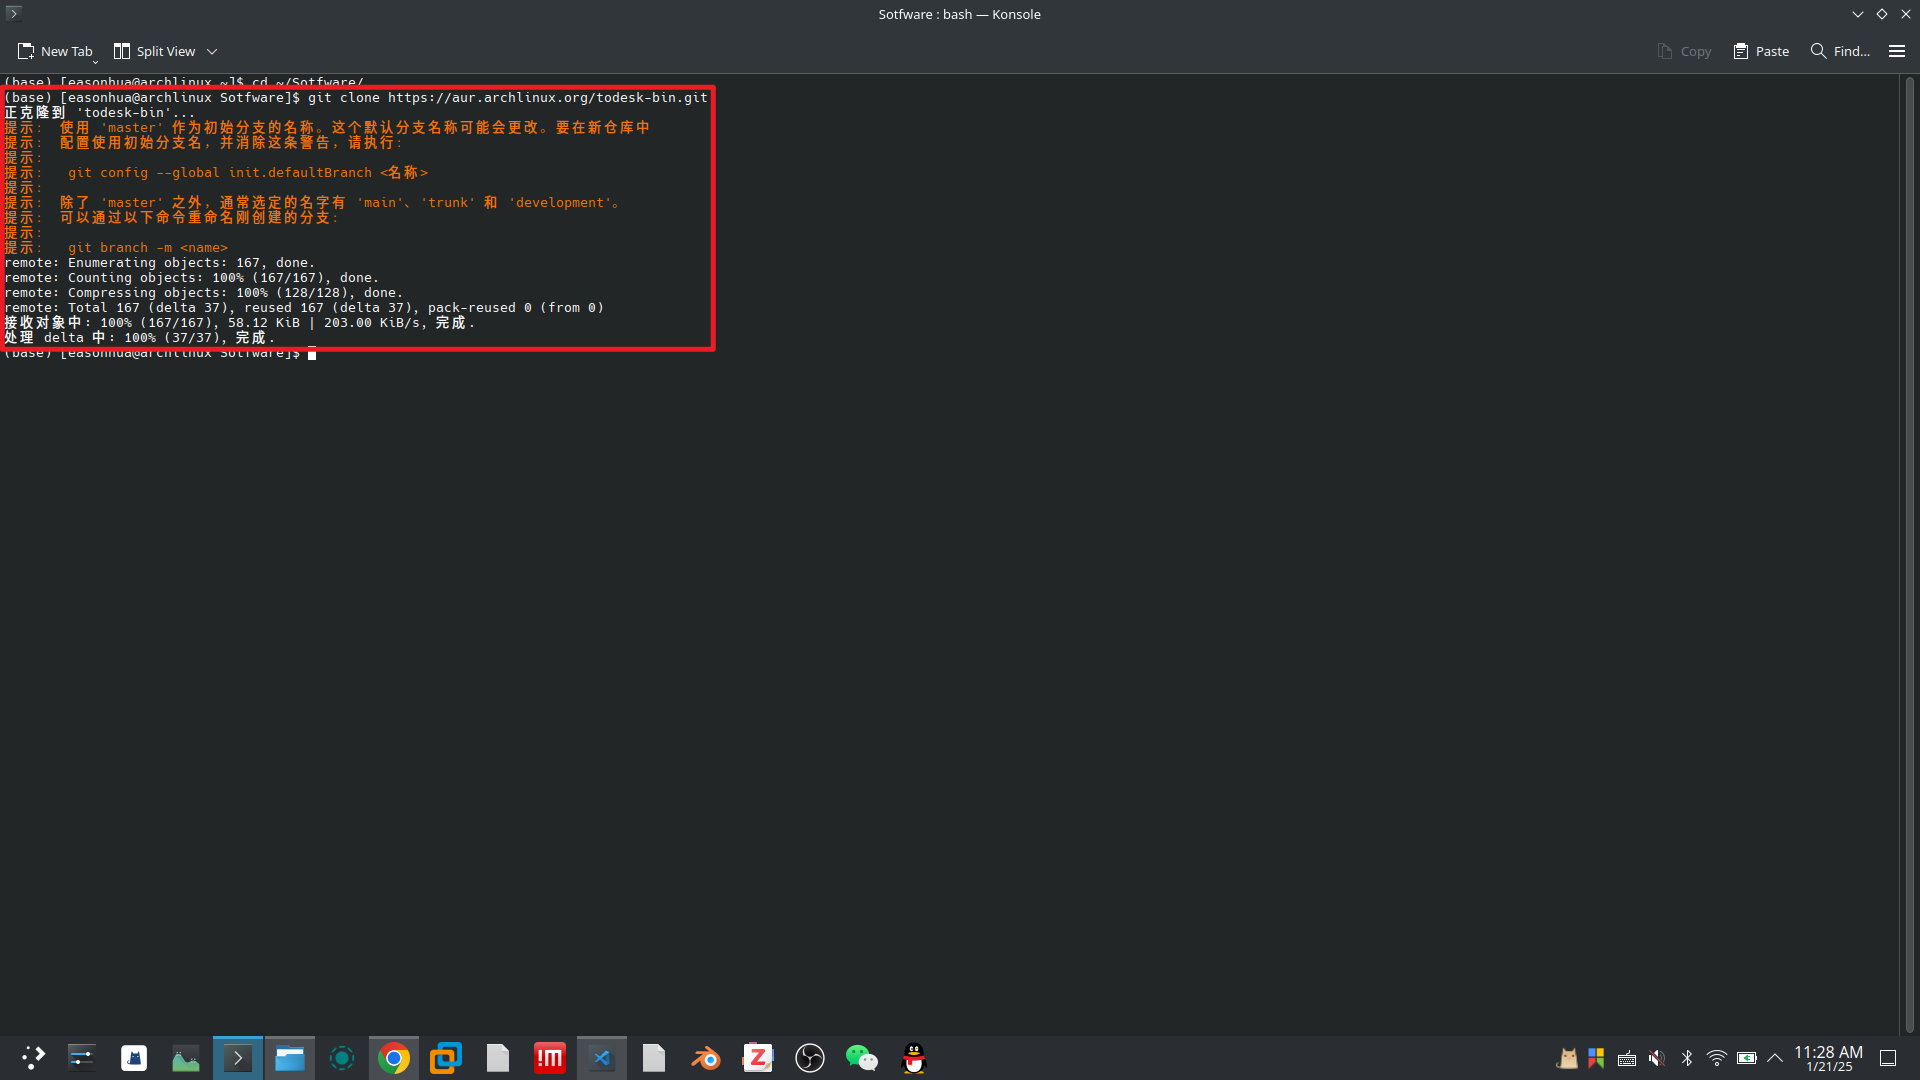 Sotfware : bash — Konsole
New Tab
Split View
Copy
Paste
Find...
(base) [easonhua@archlinux ~]$ cd ~/Sotfware/
(base) [easonhua@archlinux Sotfware]$ git clone https://aur.archlinux.org/todesk-bin.git
正克隆到 'todesk-bin'...
提示： 使用 'master' 作为初始分支的名称。这个默认分支名称可能会更改。要在新仓库中
提示： 配置使用初始分支名，并消除这条警告，请执行：
提示：
提示：  git config --global init.defaultBranch <名称>
提示：
提示： 除了 'master' 之外，通常选定的名字有 'main'、'trunk' 和 'development'。
提示： 可以通过以下命令重命名刚创建的分支：
提示：
提示：  git branch -m <name>
remote: Enumerating objects: 167, done.
remote: Counting objects: 100% (167/167), done.
remote: Compressing objects: 100% (128/128), done.
remote: Total 167 (delta 37), reused 167 (delta 37), pack-reused 0 (from 0)
接收对象中: 100% (167/167), 58.12 KiB | 203.00 KiB/s, 完成.
处理 delta 中: 100% (37/37), 完成.
(base) [easonhua@archlinux Sotfware]$
!M
Z
11:28 AM
1/21/25